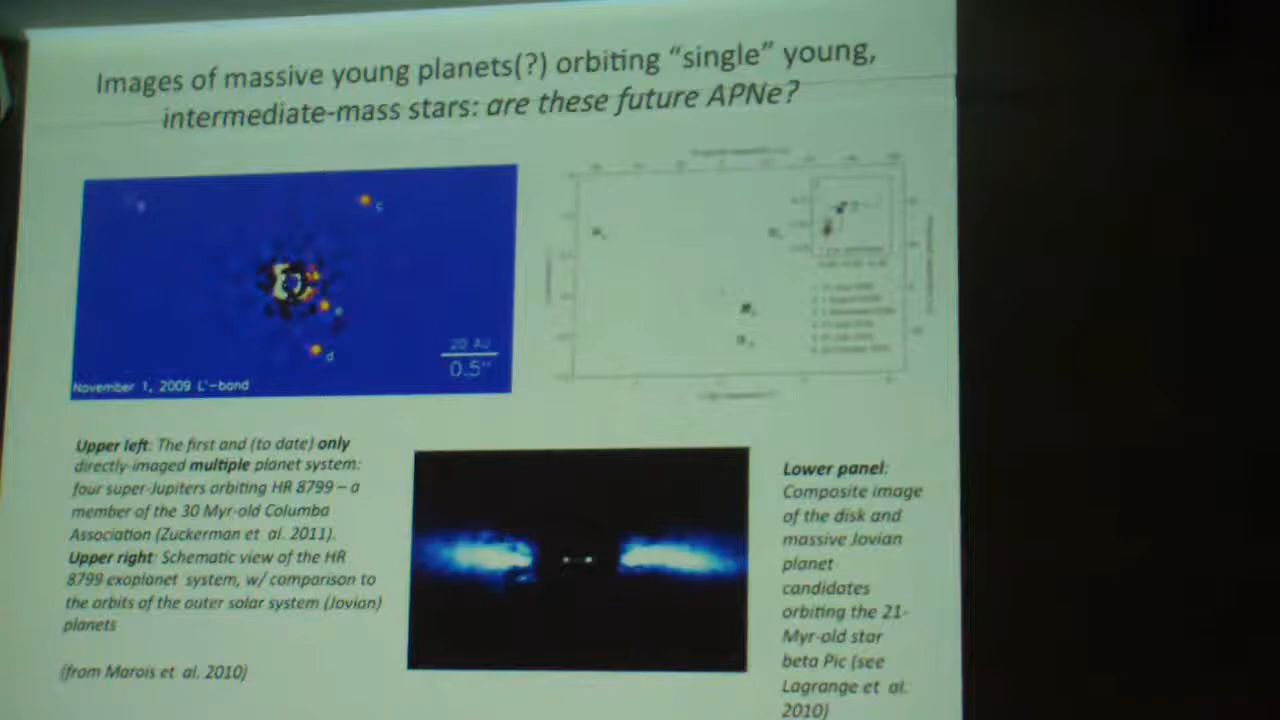 Images of massive young planets(?) orbiting “single” young,
intermediate-mass stars: are these future APNe?
c
e
d
20 AU
0.5"
November 1, 2009 L'-band
Upper left: The first and (to date) only
directly-imaged multiple planet system:
four super-Jupiters orbiting HR 8799 – a
member of the 30 Myr-old Columba
Association (Zuckerman et al. 2011).
Upper right: Schematic view of the HR
8799 exoplanet system, w/ comparison to
the orbits of the outer solar system (Jovian)
planets
(from Marois et al. 2010)
Lower panel:
Composite image
of the disk and
massive Jovian
planet
candidates
orbiting the 21-
Myr-old star
beta Pic (see
Lagrange et al.
2010)